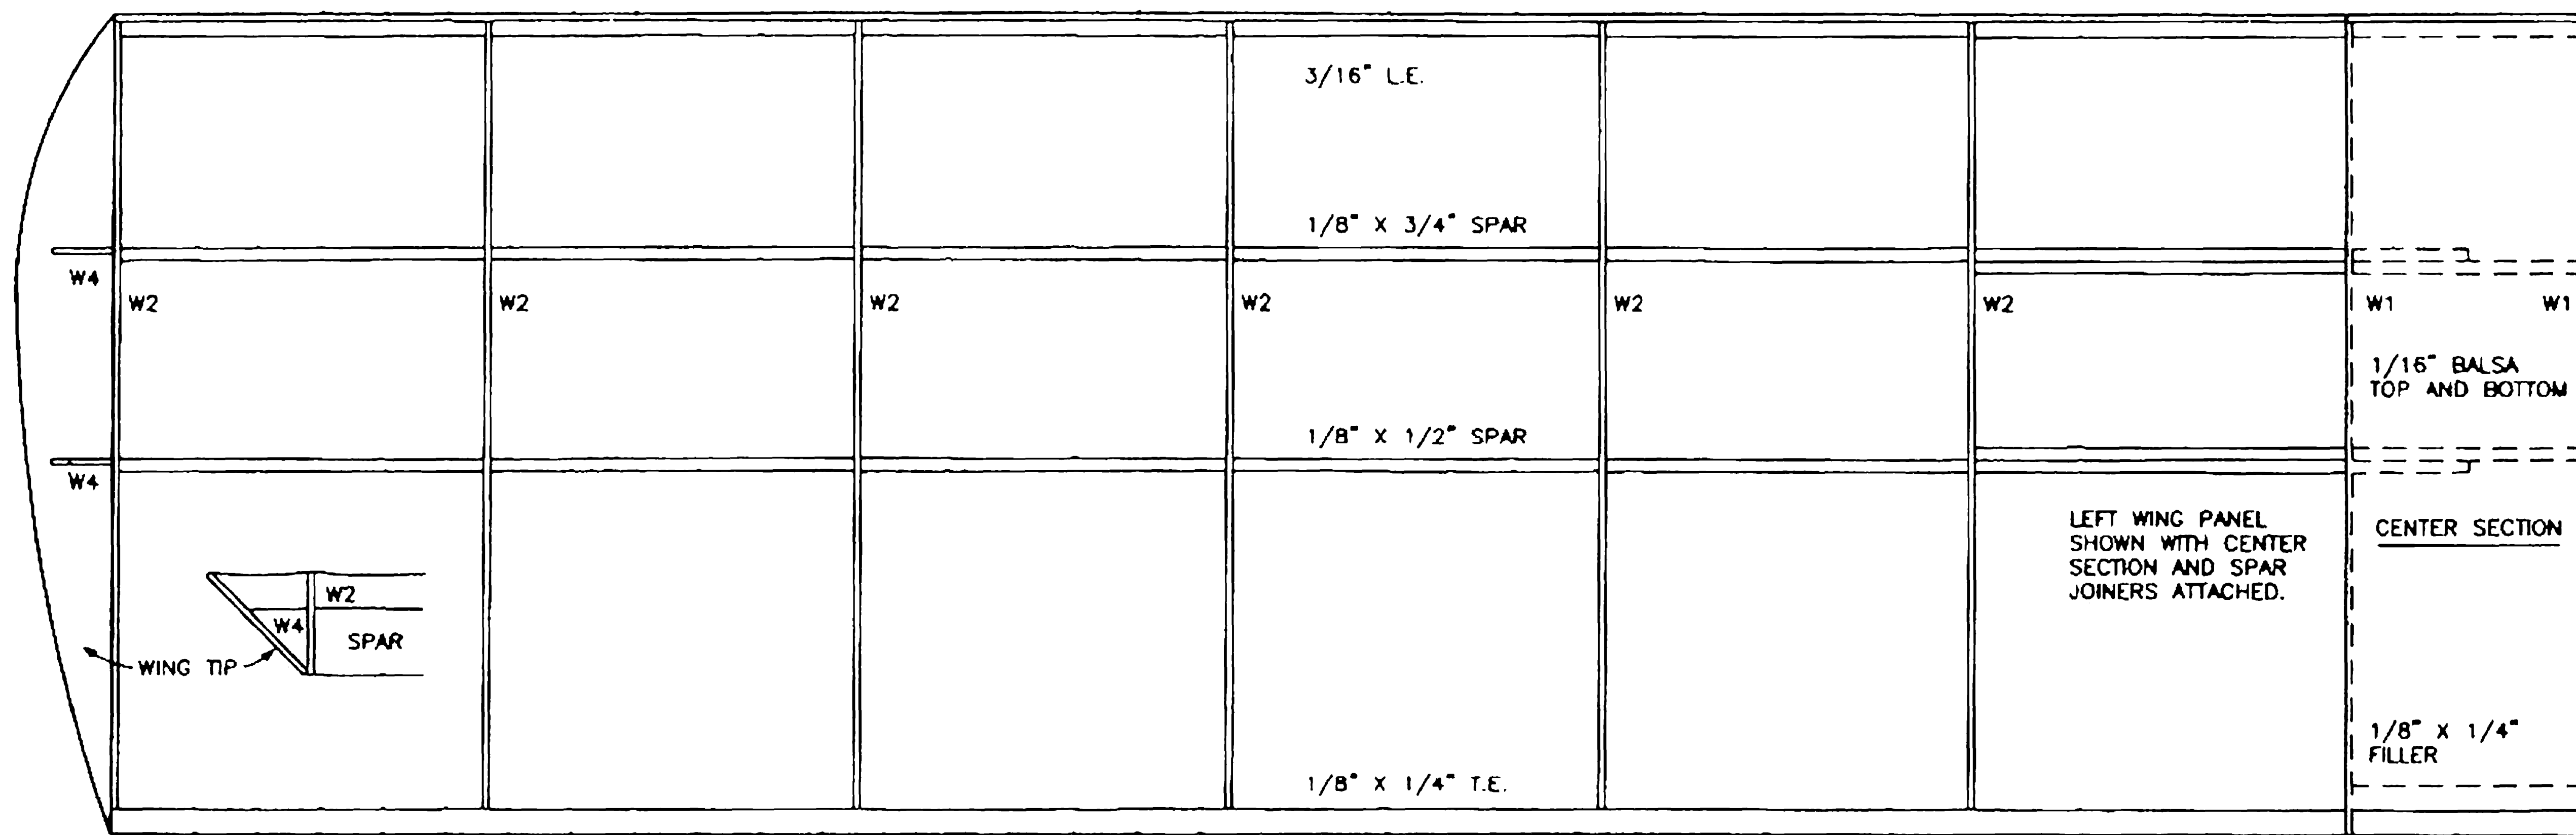 3/16" L.E.
1/8" X 3/4" SPAR
W4
W2
W2
W2
W2
W2
W2
W1
W1
1/16" BALSA
TOP AND BOTTOM
1/8" X 1/2" SPAR
W4
LEFT WING PANEL
SHOWN WITH CENTER
SECTION AND SPAR
JOINERS ATTACHED.
CENTER SECTION
W2
W4
SPAR
WING TIP
1/8" X 1/4"
FILLER
1/8" X 1/4" T.E.